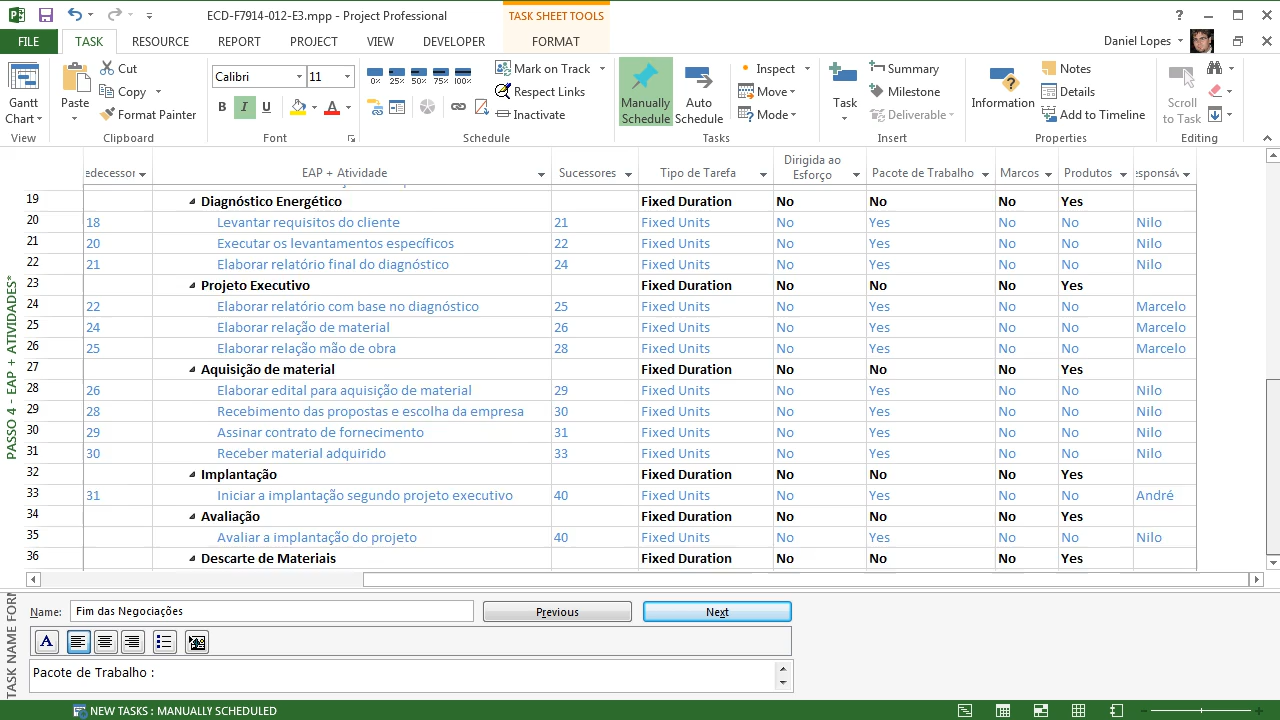 ECD-F7914-012-E3.mpp - Project Professional
TASK SHEET TOOLS
FILE TASK RESOURCE REPORT PROJECT VIEW DEVELOPER FORMAT
Daniel Lopes
Gantt Chart
View
Paste
Cut
Copy
Format Painter
Clipboard
Calibri 11
B I U
Font
0% 25% 50% 75% 100%
Mark on Track
Respect Links
Inactivate
Schedule
Manually Schedule
Auto Schedule
Inspect
Move
Mode
Tasks
Task
Summary
Milestone
Deliverable
Insert
Information
Notes
Details
Add to Timeline
Properties
Scroll to Task
Editing
PASSO 4 - EAP + ATIVIDADES*
edecessor EAP + Atividade Sucessores Tipo de Tarefa Dirigida ao Esforço Pacote de Trabalho Marcos Produtos sponsáv
19 Diagnóstico Energético Fixed Duration No No No Yes
20 18 Levantar requisitos do cliente 21 Fixed Units No Yes No No Nilo
21 20 Executar os levantamentos específicos 22 Fixed Units No Yes No No Nilo
22 21 Elaborar relatório final do diagnóstico 24 Fixed Units No Yes No No Nilo
23 Projeto Executivo Fixed Duration No No No Yes
24 22 Elaborar relatório com base no diagnóstico 25 Fixed Units No Yes No No Marcelo
25 24 Elaborar relação de material 26 Fixed Units No Yes No No Marcelo
26 25 Elaborar relação mão de obra 28 Fixed Units No Yes No No Marcelo
27 Aquisição de material Fixed Duration No No No Yes
28 26 Elaborar edital para aquisição de material 29 Fixed Units No Yes No No Nilo
29 28 Recebimento das propostas e escolha da empresa 30 Fixed Units No Yes No No Nilo
30 29 Assinar contrato de fornecimento 31 Fixed Units No Yes No No Nilo
31 30 Receber material adquirido 33 Fixed Units No Yes No No Nilo
32 Implantação Fixed Duration No No No Yes
33 31 Iniciar a implantação segundo projeto executivo 40 Fixed Units No Yes No No André
34 Avaliação Fixed Duration No No No Yes
35 Avaliar a implantação do projeto 40 Fixed Units No Yes No No Nilo
36 Descarte de Materiais Fixed Duration No No No Yes
TASK NAME FORM
Name: Fim das Negociações Previous Next
A
Pacote de Trabalho :
NEW TASKS : MANUALLY SCHEDULED